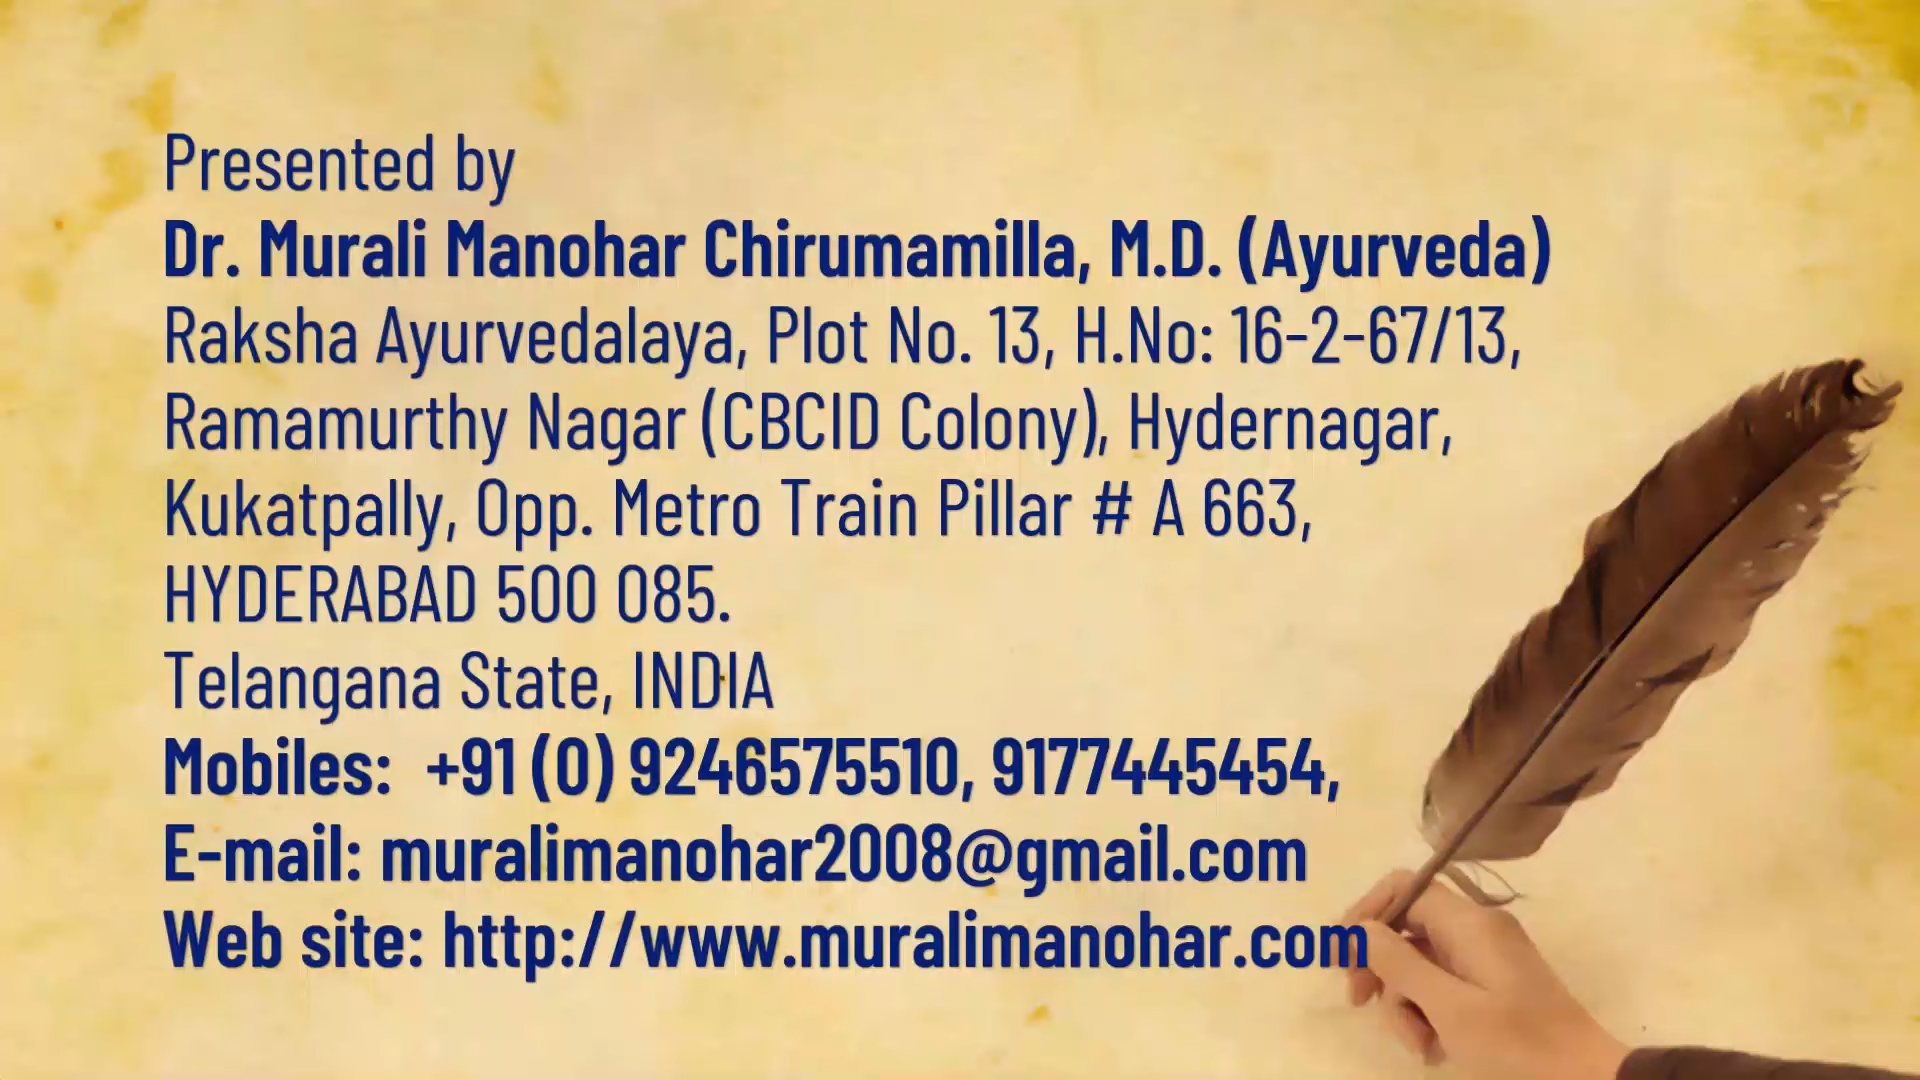 Presented by
Dr. Murali Manohar Chirumamilla, M.D. (Ayurveda)
Raksha Ayurvedalaya, Plot No. 13, H.No: 16-2-67/13,
Ramamurthy Nagar (CBCID Colony), Hydernagar,
Kukatpally, Opp. Metro Train Pillar # A 663,
HYDERABAD 500 085.
Telangana State, INDIA
Mobiles:  +91 (0) 9246575510, 9177445454,
E-mail: muralimanohar2008@gmail.com
Web site: http://www.muralimanohar.com